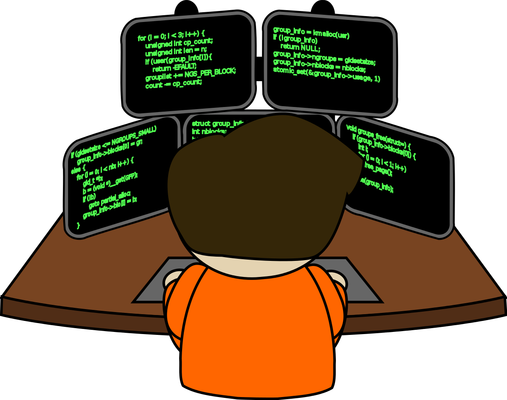 for (i = 0; i < 3; i++) {
unsigned int cp_count;
unsigned int len = n;
if (user(group_info[i]){
return -EFAULT;
grouplist += NGS_PER_BLOCK;
count -= cp_count;
group_info = kmalloc(usr)
if (!group_info)
return NULL;
group_info->ngroups = gidsetsize;
group_info->nblocks = nblocks;
atomic_set(&group_info->usage, 1)
if (gidsetsize <= NGROUPS_SMALL)
group_info->blocks[0] = gr
else {
for (i = 0; i < nb; i++) {
gid_t *b;
b = (void *)__get(GFP);
if (!b)
goto partial_alloc;
group_info->blo[i] = b;
}
struct group_info
int nblocks
void groups_free(struct*) {
group_info->blocks[0]) {
int i;
for (i = 0; i < 1; i++)
free_page();
(group_info);